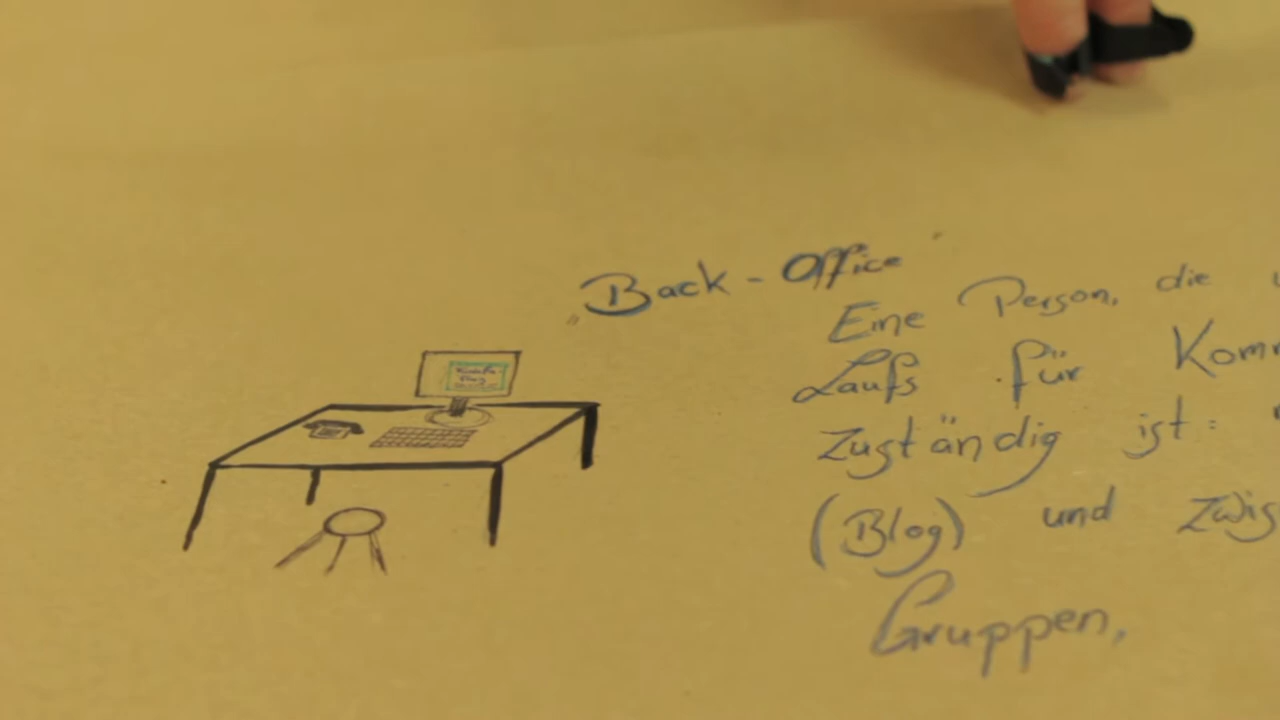 Back-Office
Eine Person, die
Laufs für
Zuständig ist:
(Blog) und
Gruppen,